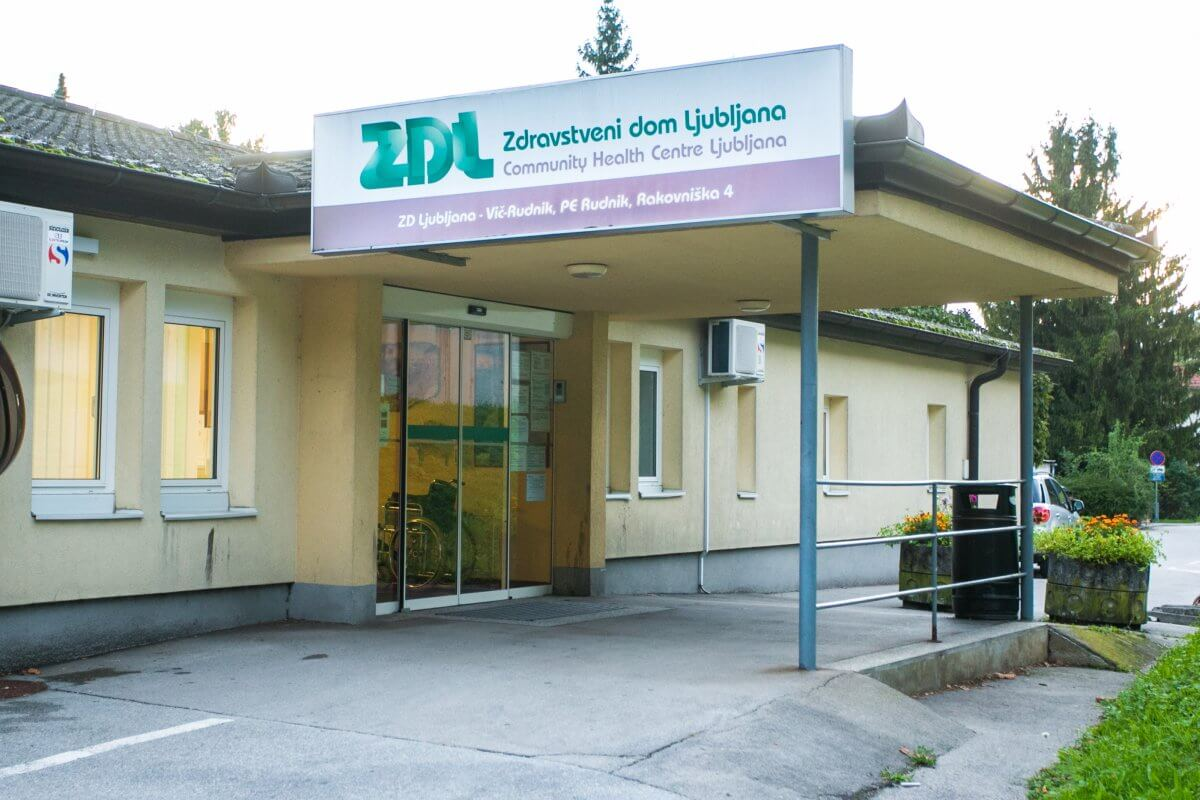 ZDL
Zdravstveni dom Ljubljana
Community Health Centre Ljubljana
ZD Ljubljana - Vič-Rudnik, PE Rudnik, Rakovniška 4